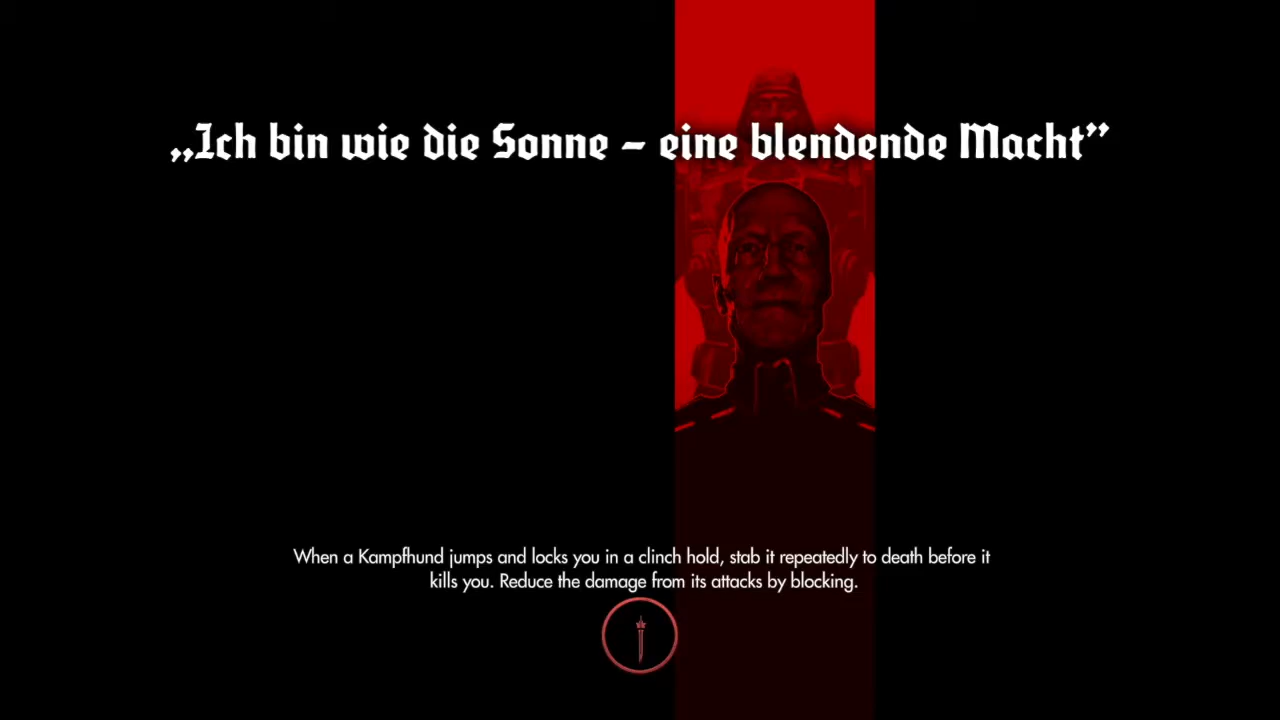 „Ich bin wie die Sonne – eine blendende Macht”
When a Kampfhund jumps and locks you in a clinch hold, stab it repeatedly to death before it
kills you. Reduce the damage from its attacks by blocking.